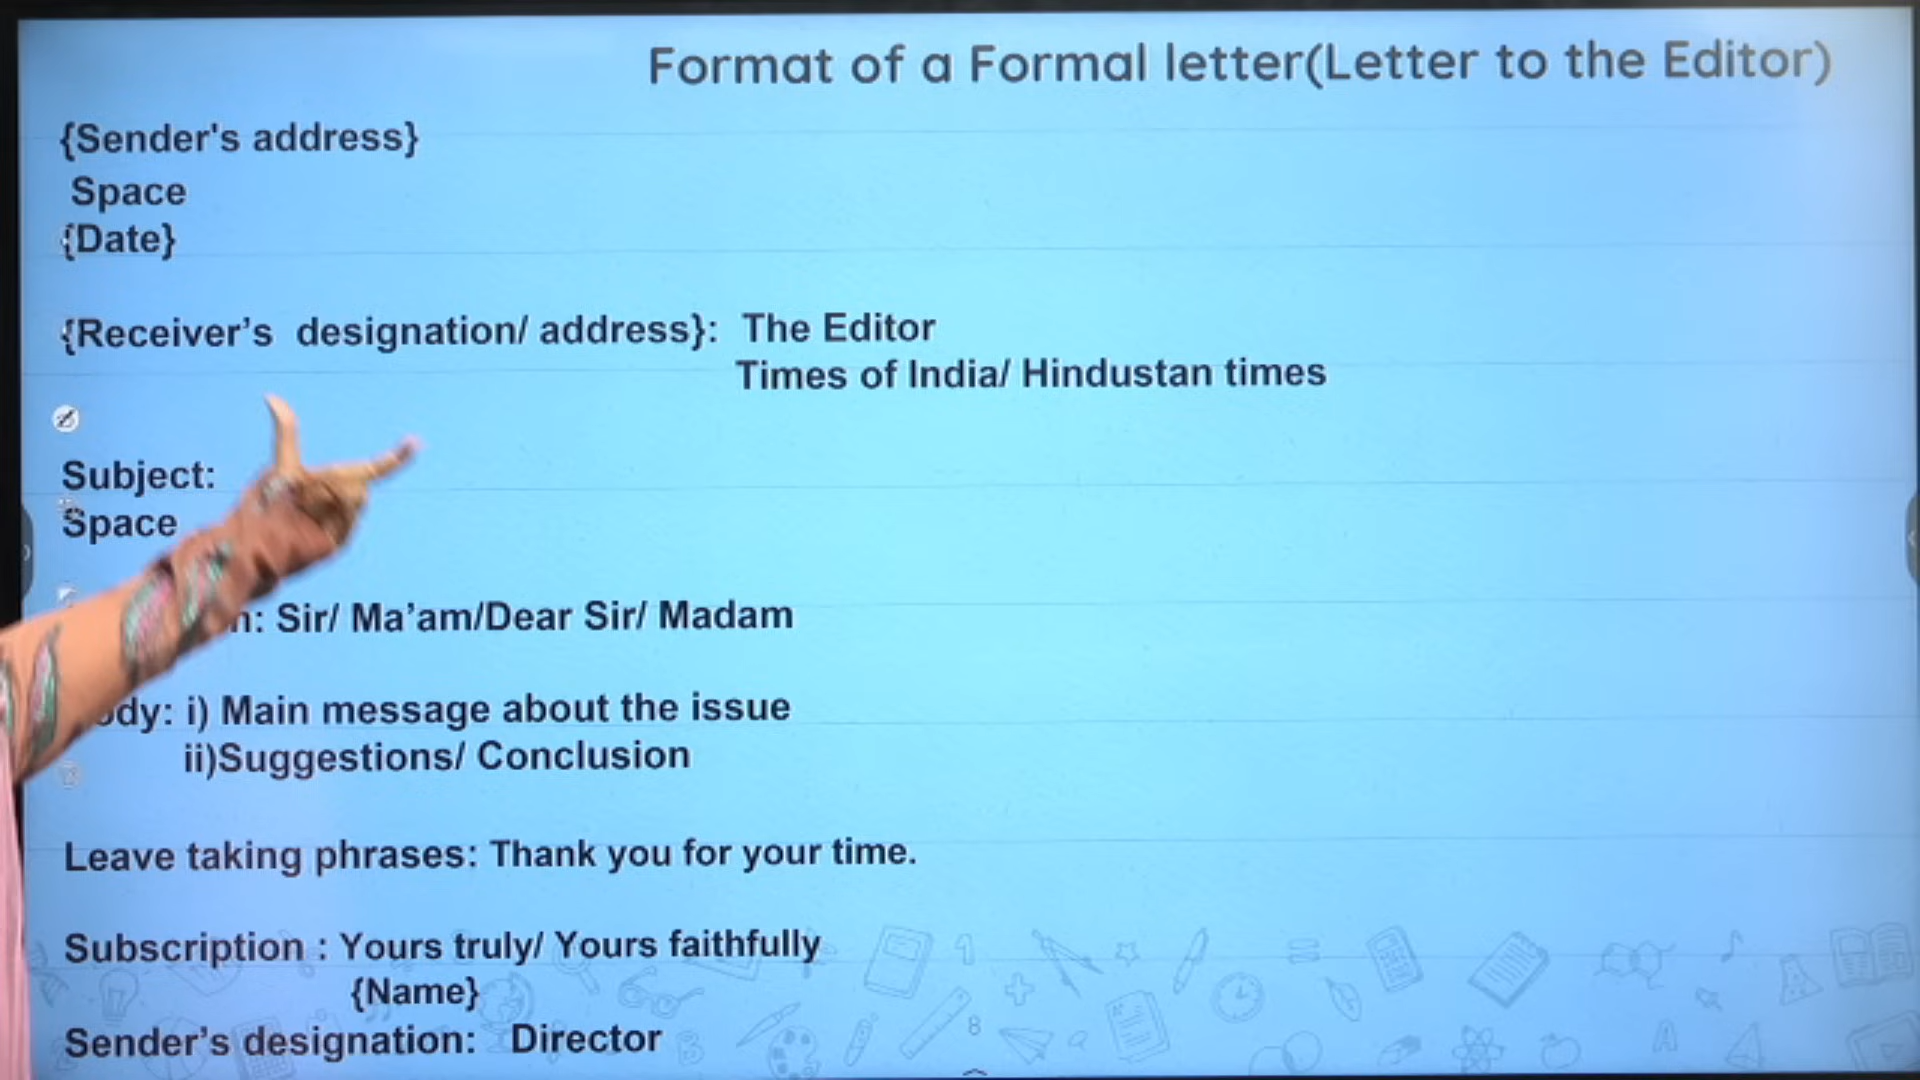 Format of a Formal letter(Letter to the Editor)
{Sender's address}
Space
{Date}
{Receiver’s designation/ address}: The Editor
Times of India/ Hindustan times
Subject:
Space
Sir/ Ma’am/Dear Sir/ Madam
i) Main message about the issue
ii)Suggestions/ Conclusion
Leave taking phrases: Thank you for your time.
Subscription : Yours truly/ Yours faithfully
{Name}
8
Sender’s designation: Director